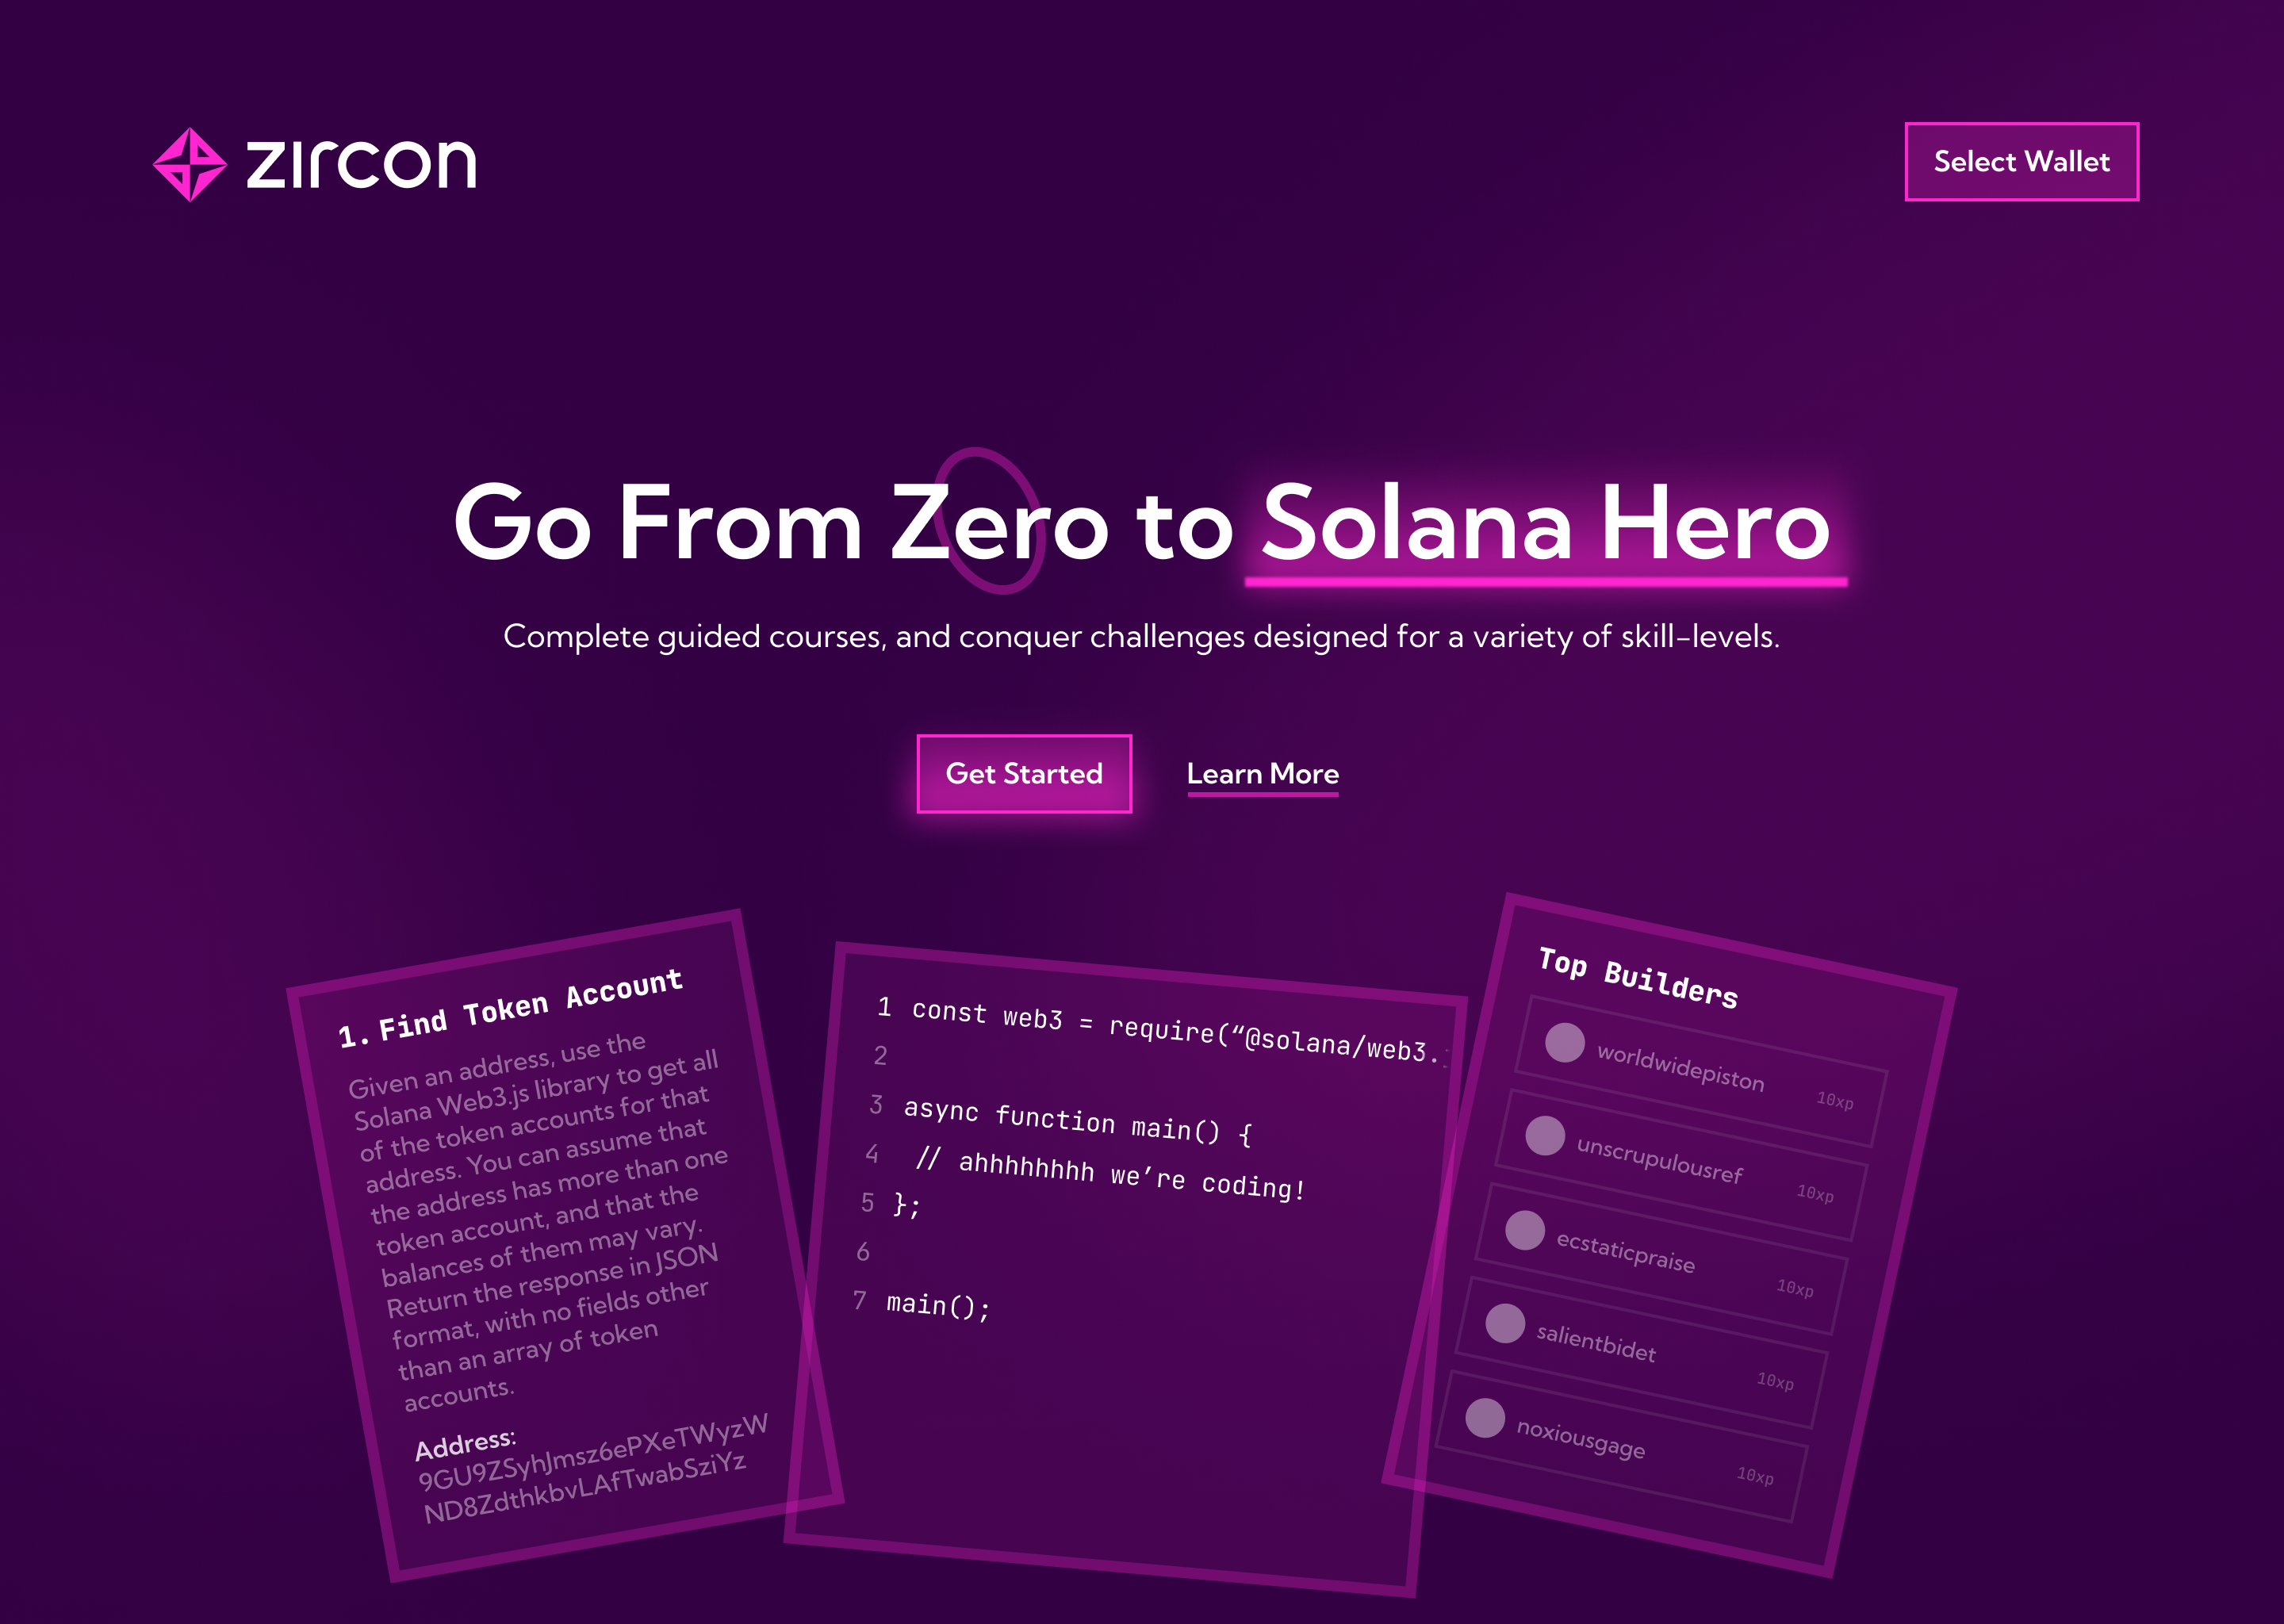 zircon
Select Wallet
Go From Zero to Solana Hero
Complete guided courses, and conquer challenges designed for a variety of skill-levels.
Get Started
Learn More
1. Find Token Account
Given an address, use the
Solana Web3.js library to get all
of the token accounts for that
address. You can assume that
the address has more than one
token account, and that the
balances of them may vary.
Return the response in JSON
format, with no fields other
than an array of token
accounts.
Address:
9GU9ZSyhJmsz6ePXeTWyzW
ND8ZdthkbvLAfTwabSziYz
1 const web3 = require(“@solana/web3.
2
3 async function main() {
4 // ahhhhhhhh we’re coding!
5 };
6
7 main();
Top Builders
worldwidepiston 10xp
unscrupulousref 10xp
ecstaticpraise 10xp
salientbidet 10xp
noxiousgage 10xp